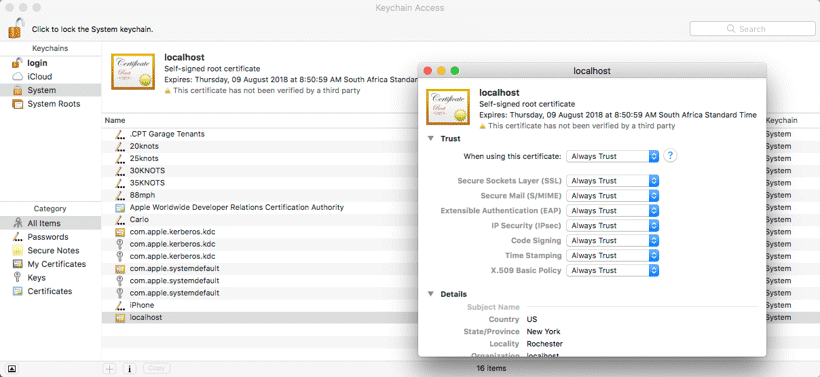 Keychain Access
Click to lock the System keychain.
Search
Keychains
login
iCloud
System
System Roots
localhost
Self-signed root certificate
Expires: Thursday, 09 August 2018 at 8:50:59 AM South Africa Standard
This certificate has not been verified by a third party
Name
Keychain
.CPT Garage Tenants
System
20knots
System
25knots
System
30KNOTS
System
35KNOTS
System
88mph
System
Apple Worldwide Developer Relations Certification Authority
System
Carlo
System
com.apple.kerberos.kdc
System
com.apple.kerberos.kdc
System
com.apple.kerberos.kdc
System
com.apple.systemdefault
System
com.apple.systemdefault
System
com.apple.systemdefault
System
iPhone
System
localhost
System
Category
All Items
Passwords
Secure Notes
My Certificates
Keys
Certificates
Copy
16 items
localhost
localhost
Self-signed root certificate
Expires: Thursday, 09 August 2018 at 8:50:59 AM South Africa Standard Time
This certificate has not been verified by a third party
Trust
When using this certificate: Always Trust ?
Secure Sockets Layer (SSL) Always Trust
Secure Mail (S/MIME) Always Trust
Extensible Authentication (EAP) Always Trust
IP Security (IPsec) Always Trust
Code Signing Always Trust
Time Stamping Always Trust
X.509 Basic Policy Always Trust
Details
Subject Name
Country US
State/Province New York
Locality Rochester
Organization localhost